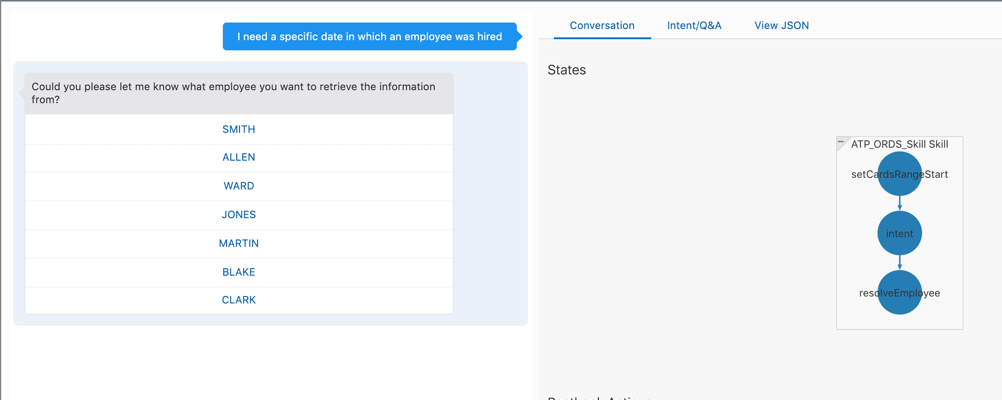 I need a specific date in which an employee was hired
Could you please let me know what employee you want to retrieve the information
from?
SMITH
ALLEN
WARD
JONES
MARTIN
BLAKE
CLARK
Conversation Intent/Q&A View JSON
States
ATP_ORDS_Skill Skill
setCardsRangeStart
intent
resolveEmployee